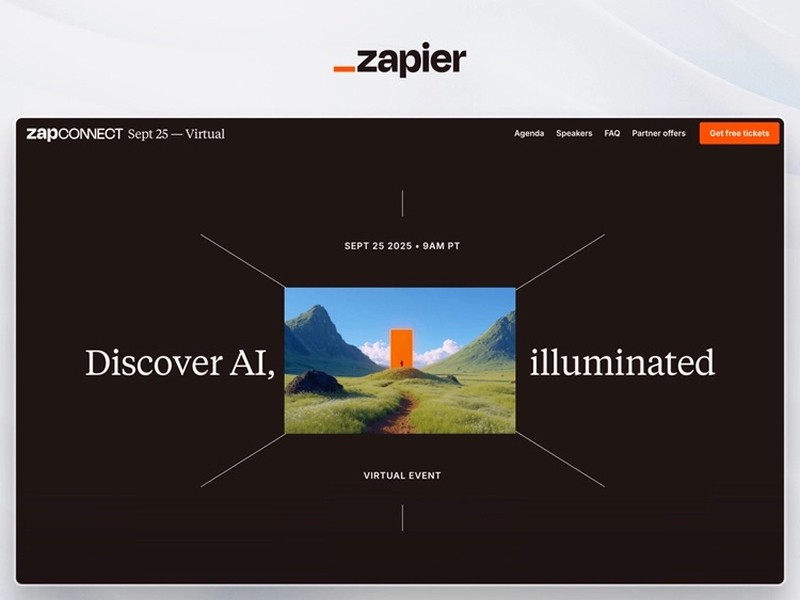 zapier
zapCONNECT Sept 25 — Virtual
Agenda Speakers FAQ Partner offers Get free tickets
SEPT 25 2025 • 9AM PT
Discover AI, illuminated
VIRTUAL EVENT